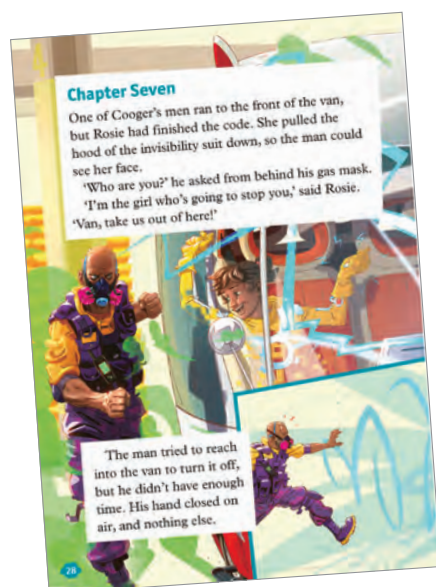 Chapter Seven
One of Cooger's men ran to the front of the van,
but Rosie had finished the code. She pulled the
hood of the invisibility suit down, so the man could
see her face.
'Who are you?' he asked from behind his gas mask.
'I'm the girl who's going to stop you,' said Rosie.
'Van, take us out of here!'
The man tried to reach
into the van to turn it off,
but he didn't have enough
time. His hand closed on
air, and nothing else.
28